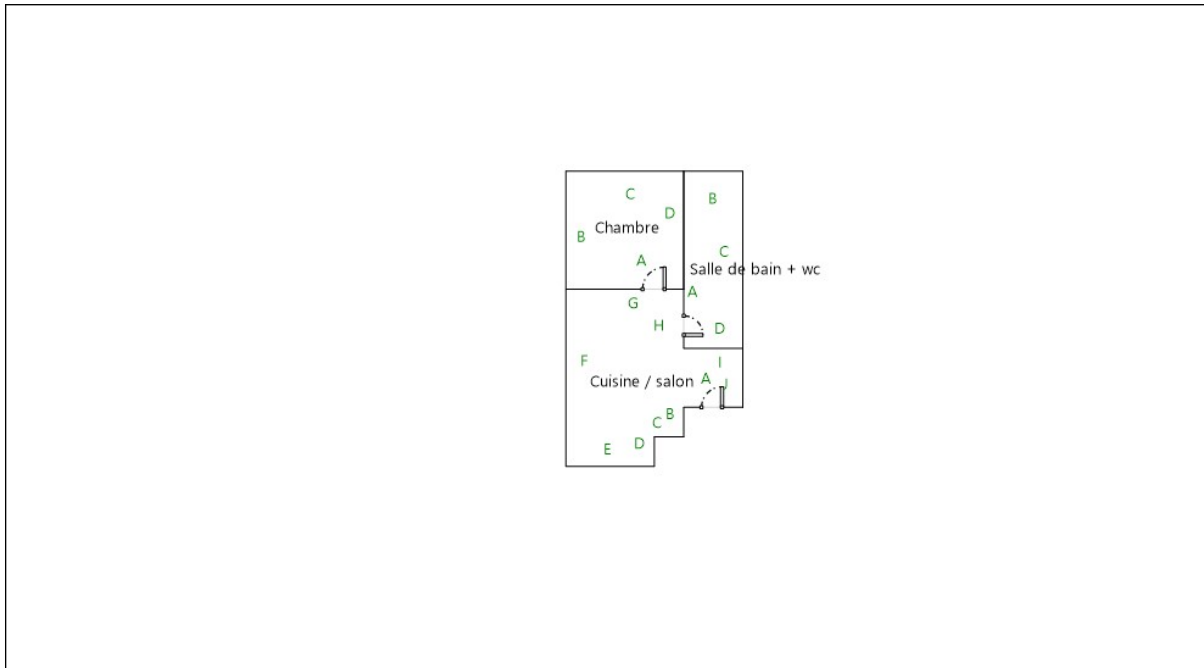 C
B
D
B
Chambre
C
A
Salle de bain + wc
A
G
H
D
F
I
Cuisine / salon
A
J
B
C
D
E